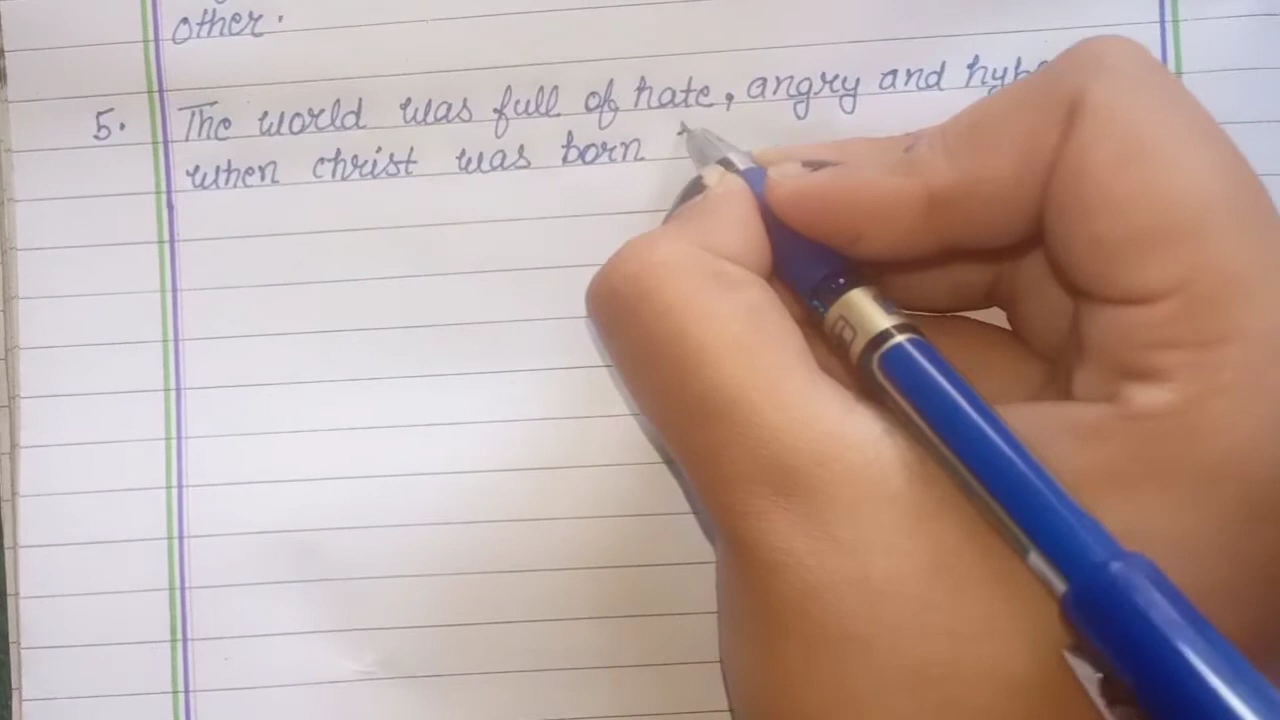 other.
5. The world was full of hate, angry and
when christ was born